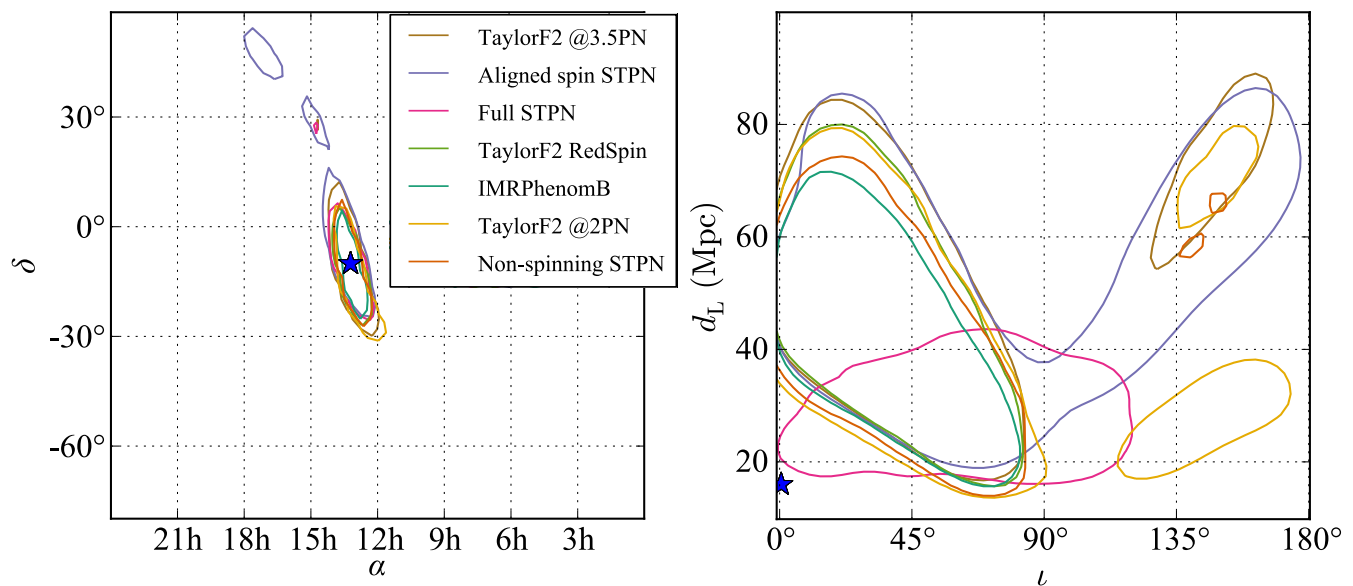 TaylorF2 @3.5PN
Aligned spin STPN
Full STPN
TaylorF2 RedSpin
IMRPhenomB
TaylorF2 @2PN
Non-spinning STPN
30°
0°
-30°
-60°
δ
21h 18h 15h 12h 9h 6h 3h
α
80
60
40
20
d_L (Mpc)
0° 45° 90° 135° 180°
ι